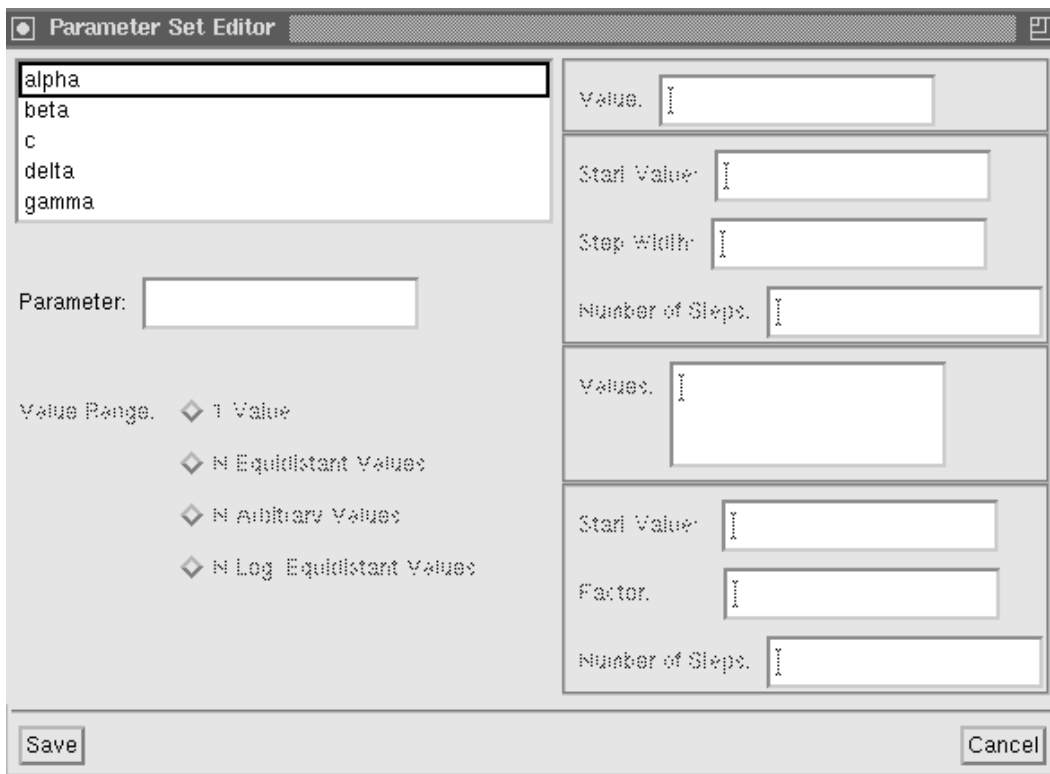 Parameter Set Editor
alpha
beta
c
delta
gamma
Parameter:
Value Range:
1 Value
N Equidistant Values
N Arbitrary Values
N Log. Equidistant Values
Value:
Start Value:
Step Width:
Number of Steps:
Values:
Start Value:
Factor:
Number of Steps:
Save
Cancel